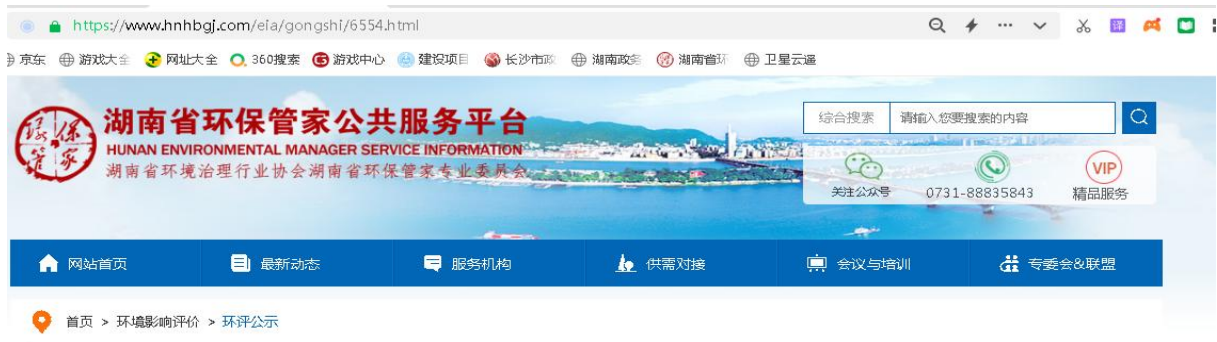 https://www.hnhbgj.com/eia/gongshi/6554.html
译
京东 游戏大全 网址大全 360搜索 游戏中心 建设项目 长沙市政 湖南政务 湖南省环 卫星云遥
环保管家
湖南省环保管家公共服务平台
HUNAN ENVIRONMENTAL MANAGER SERVICE INFORMATION
湖南省环境治理行业协会湖南省环保管家专业委员会
综合搜索 请输入您要搜索的内容
VIP
关注公众号 0731-88835843 精品服务
网站首页 最新动态 服务机构 供需对接 会议与培训 专委会&联盟
首页 > 环境影响评价 > 环评公示